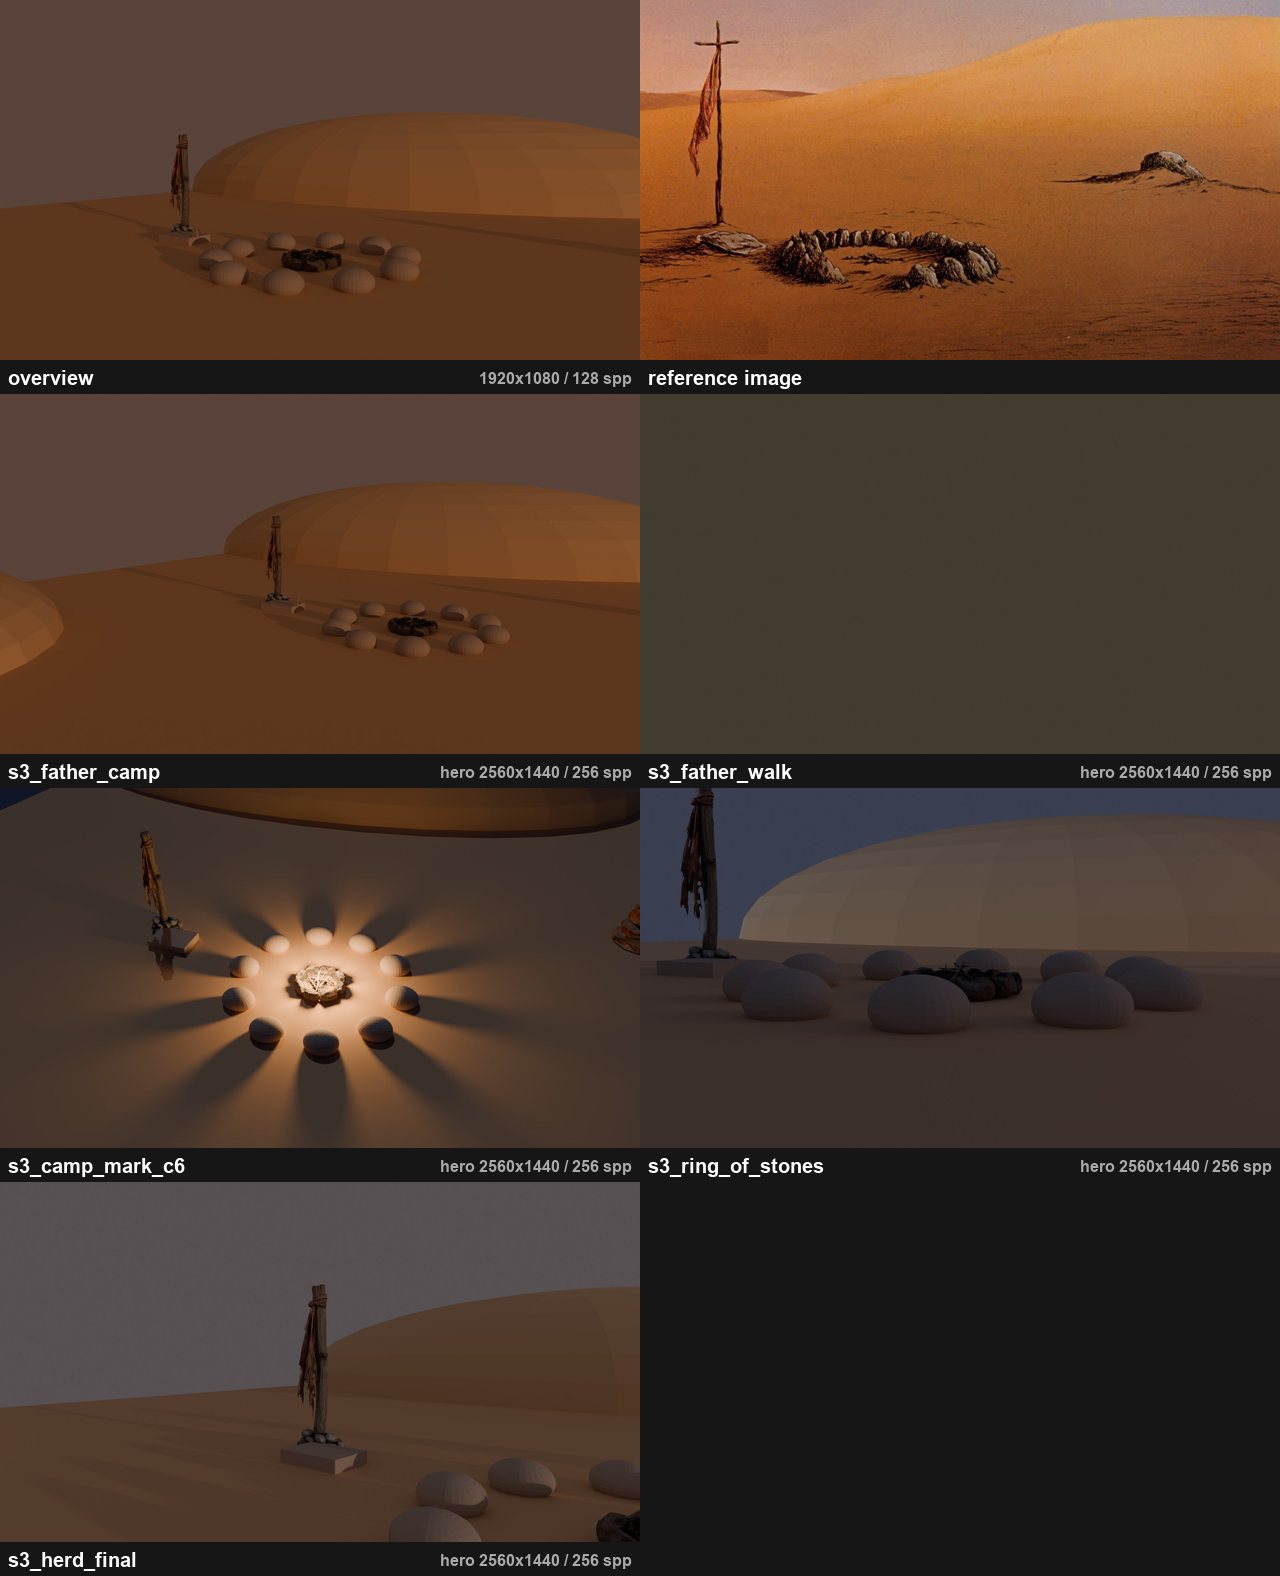 overview
1920x1080 / 128 spp
reference image
s3_father_camp
hero 2560x1440 / 256 spp
s3_father_walk
hero 2560x1440 / 256 spp
s3_camp_mark_c6
hero 2560x1440 / 256 spp
s3_ring_of_stones
hero 2560x1440 / 256 spp
s3_herd_final
hero 2560x1440 / 256 spp